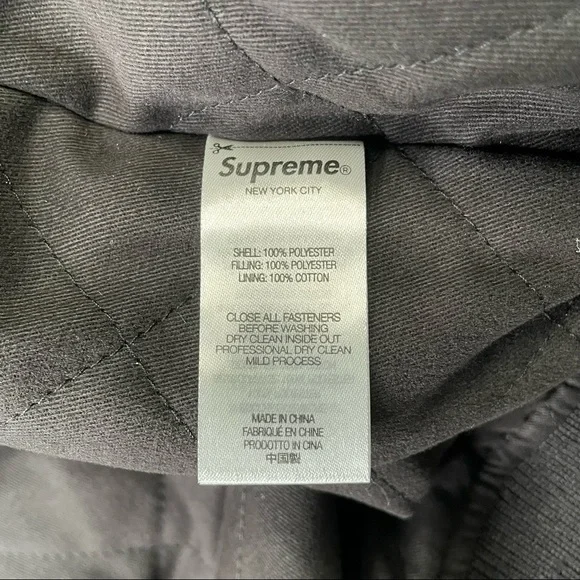 Supreme®
NEW YORK CITY
SHELL: 100% POLYESTER
FILLING: 100% POLYESTER
LINING: 100% COTTON
CLOSE ALL FASTENERS
BEFORE WASHING
DRY CLEAN INSIDE OUT
PROFESSIONAL DRY CLEAN
MILD PROCESS
MADE IN CHINA
FABRIQUÉ EN CHINE
PRODOTTO IN CINA
中国製